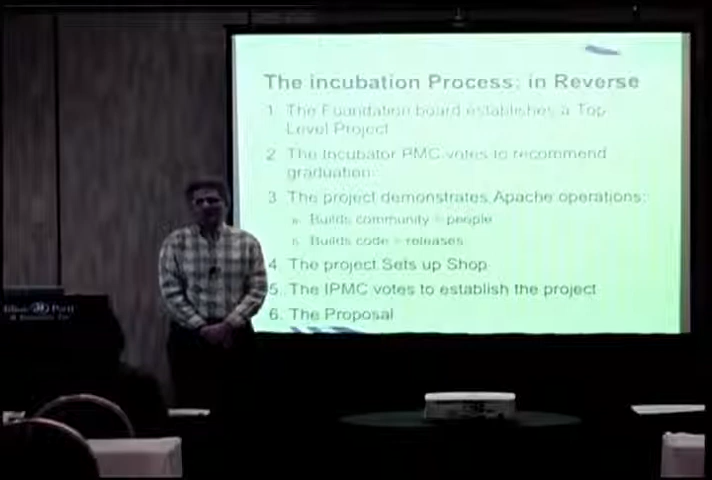 The incubation Process: in Reverse
1. The Foundation board establishes a Top
Level Project
2. The Incubator PMC votes to recommend
graduation.
3. The project demonstrates Apache operations:
a. Builds community = people
b. Builds code = releases
4. The project Sets up Shop
5. The IPMC votes to establish the project
6. The Proposal